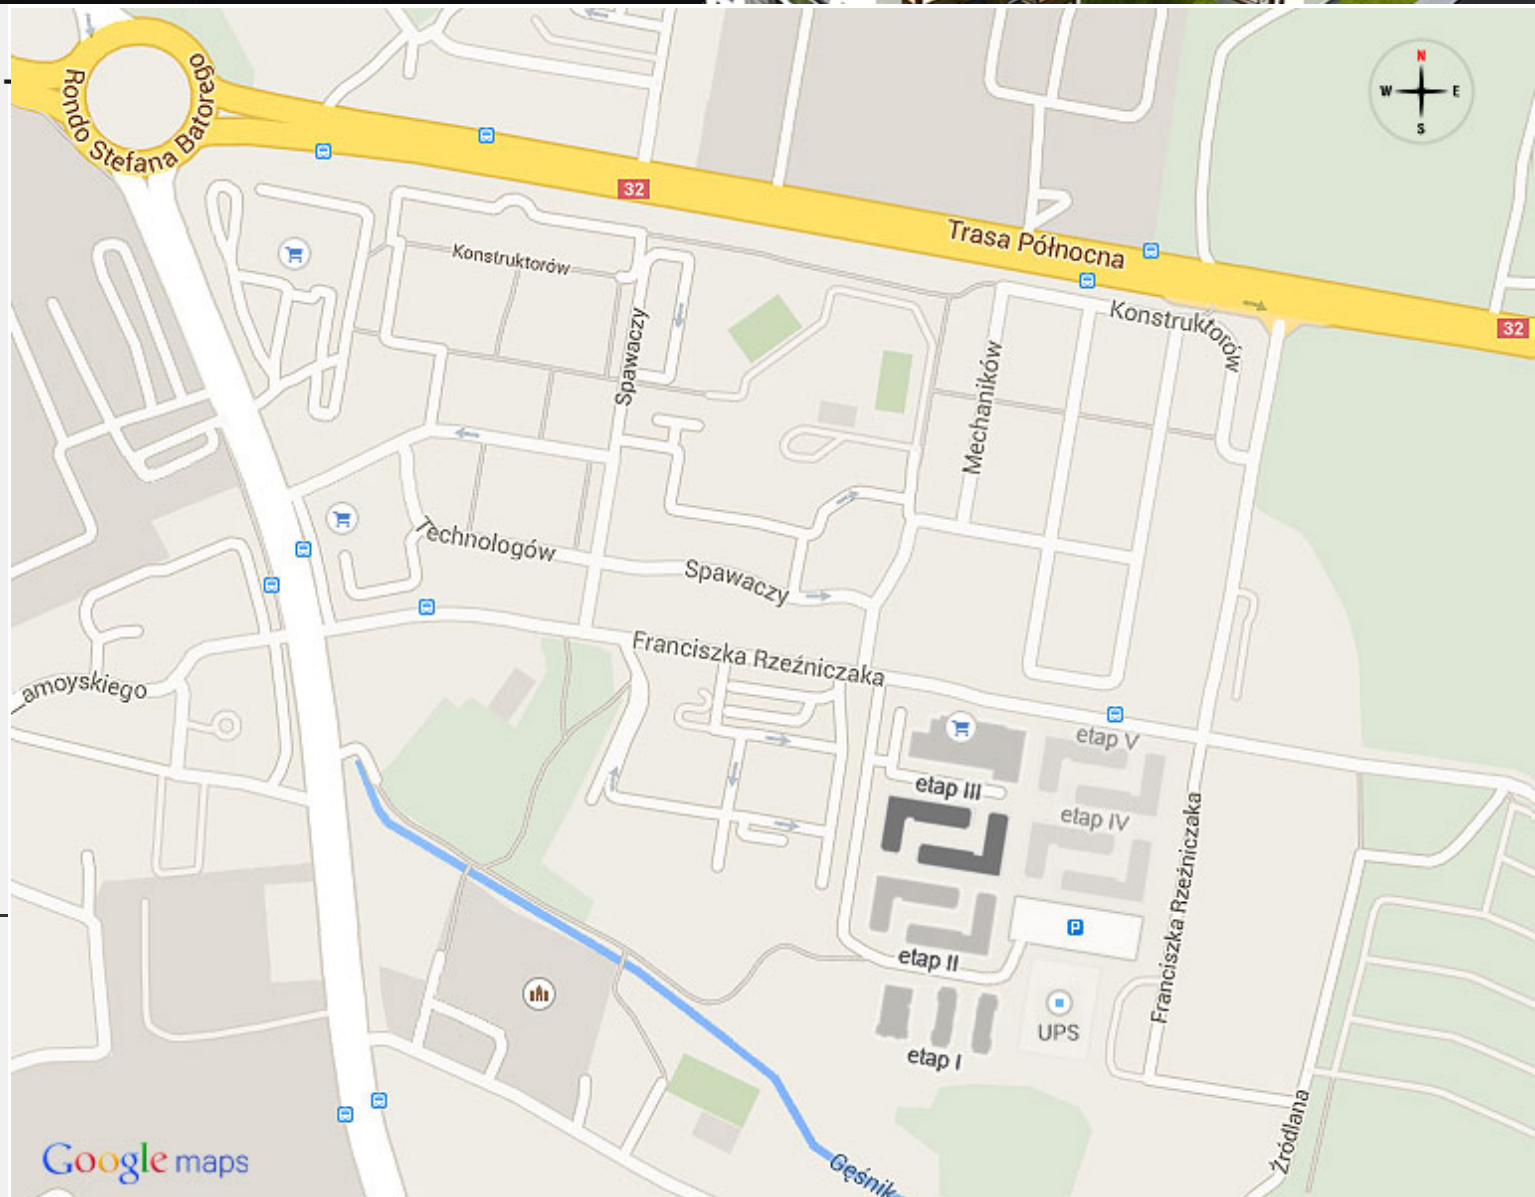 N
W E
S
Rondo Stefana Batorego
32
Trasa Północna
Konstruktorów
Konstruktorów
32
Spawaczy
Mechaników
Technologów
Spawaczy
Franciszka Rzeźniczaka
amoyskiego
etap V
etap III
etap IV
Franciszka Rzeźniczaka
P
etap II
UPS
etap I
Źródlana
Gęśnik
Google maps